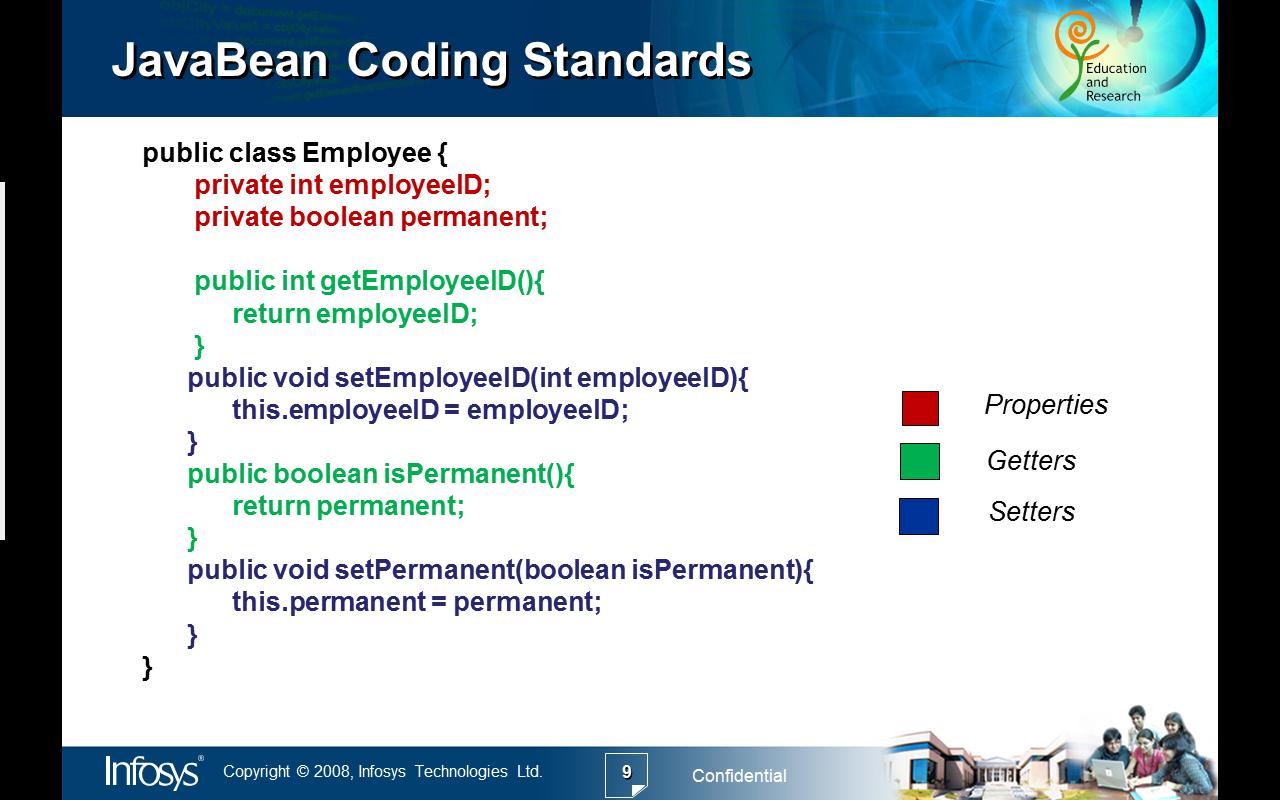 JavaBean Coding Standards
Education
and
Research
public class Employee {
private int employeeID;
private boolean permanent;
public int getEmployeeID(){
return employeeID;
}
public void setEmployeeID(int employeeID){
this.employeeID = employeeID;
}
public boolean isPermanent(){
return permanent;
}
public void setPermanent(boolean isPermanent){
this.permanent = permanent;
}
}
Properties
Getters
Setters
Infosys®
Copyright © 2008, Infosys Technologies Ltd.
9
Confidential